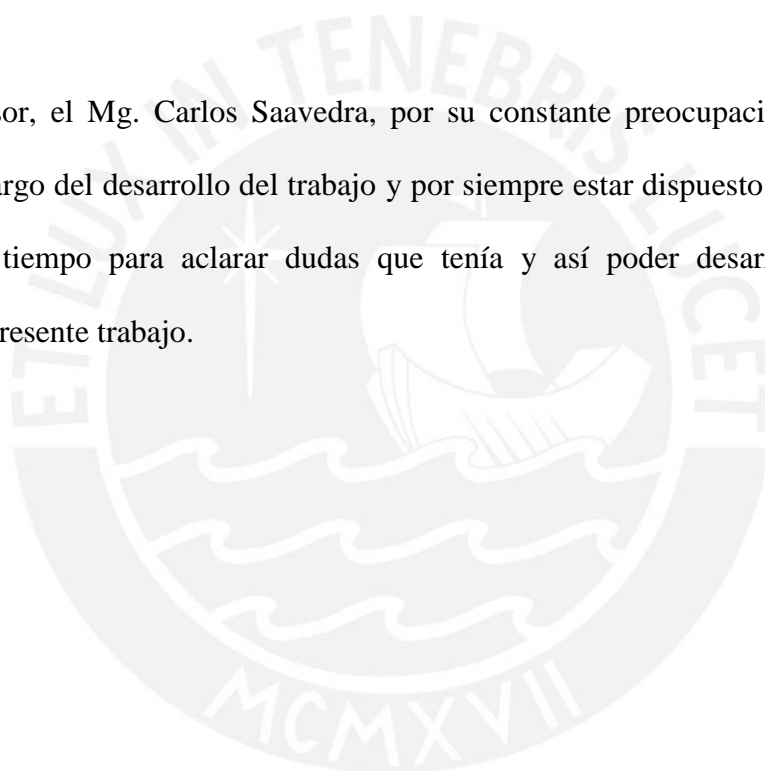 or, el Mg. Carlos Saavedra, por su constante preocupaci
argo del desarrollo del trabajo y por siempre estar dispuesto
tiempo para aclarar dudas que tenía y así poder desar
resente trabajo.
ET LUX IN TENEBRIS LUCET
MCMXVII